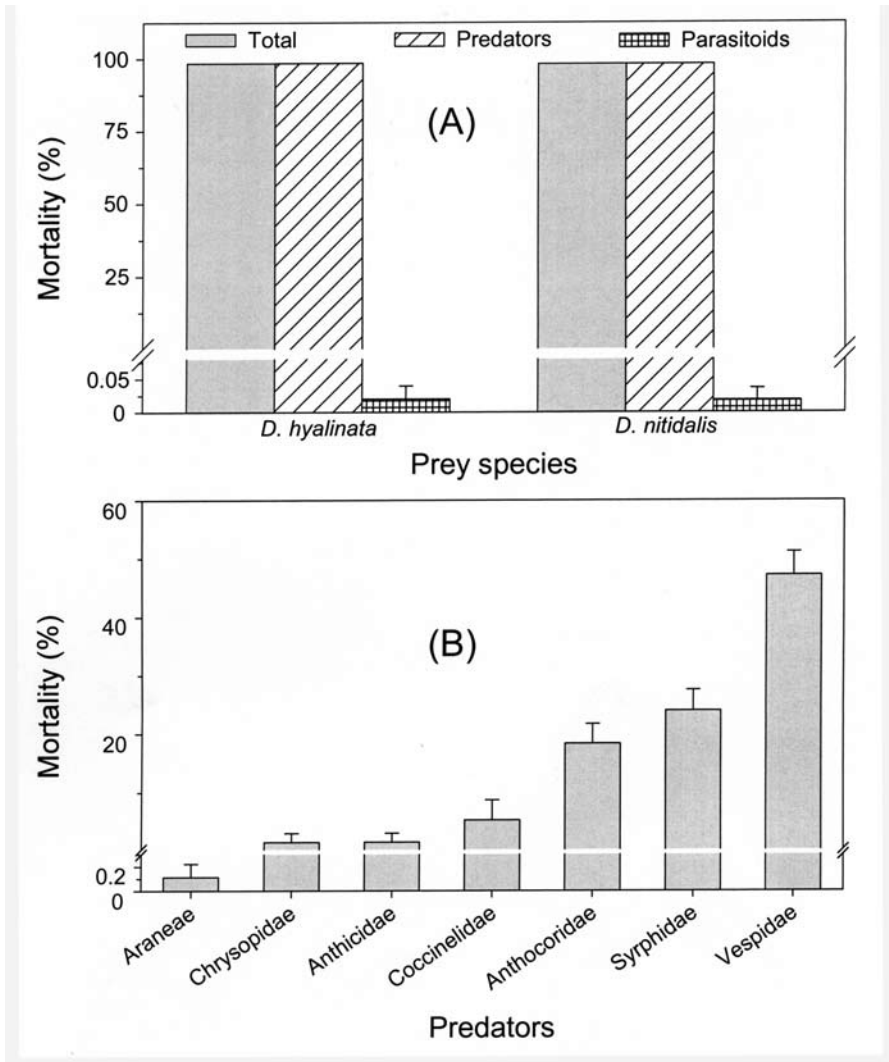 Total Predators Parasitoids
(A)
Mortality (%)
100
75
50
25
0.05
0
D. hyalinata D. nitidalis
Prey species
(B)
Mortality (%)
60
40
20
0.2
0
Araneae Chrysopidae Anthicidae Coccinelidae Anthocoridae Syrphidae Vespidae
Predators